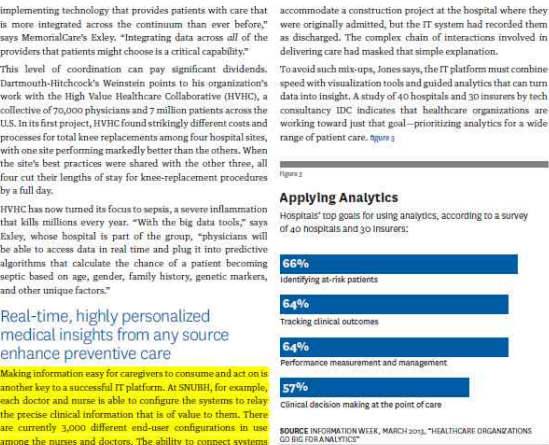 implementing technology that provides patients with care that
is more integrated across the continuum than ever before,”
says MemorialCare’s Exley. “Integrating data across all of the
providers that patients might choose is a critical capability.”
This level of coordination can pay significant dividends.
Dartmouth-Hitchcock’s Weinstein points to his organization’s
work with the High Value Healthcare Collaborative (HVHC), a
collective of 70,000 physicians and 7 million patients across the
U.S. In its first project, HVHC found strikingly different costs and
processes for total knee replacements among four hospital sites,
with one site performing markedly better than the others. When
the site’s best practices were shared with the other three, all
four cut their lengths of stay for knee-replacement procedures
by a full day.
HVHC has now turned its focus to sepsis, a severe inflammation
that kills millions every year. “With the big data tools,” says
Exley, whose hospital is part of the group, “physicians will
be able to access data in real time and plug it into predictive
algorithms that calculate the chance of a patient becoming
septic based on age, gender, family history, genetic markers,
and other unique factors.”
Real-time, highly personalized
medical insights from any source
enhance preventive care
Making information easy for caregivers to consume and act on is
another key to a successful IT platform. At SNUBH, for example,
each doctor and nurse is able to configure the systems to relay
the precise clinical information that is of value to them. There
are currently 3,000 different end-user configurations in use
among the nurses and doctors. The ability to connect systems
accommodate a construction project at the hospital where they
were originally admitted, but the IT system had recorded them
as discharged. The complex chain of interactions involved in
delivering care had masked that simple explanation.
To avoid such mix-ups, Jones says, the IT platform must combine
speed with visualization tools and guided analytics that can turn
data into insight. A study of 40 hospitals and 30 insurers by tech
consultancy IDC indicates that healthcare organizations are
working toward just that goal—prioritizing analytics for a wide
range of patient care. figure 3
Figure 3
Applying Analytics
Hospitals’ top goals for using analytics, according to a survey
of 40 hospitals and 30 insurers:
66%
Identifying at-risk patients
64%
Tracking clinical outcomes
64%
Performance measurement and management
57%
Clinical decision making at the point of care
SOURCE INFORMATIONWEEK, MARCH 2013, “HEALTHCARE ORGANIZATIONS
GO BIG FOR ANALYTICS”